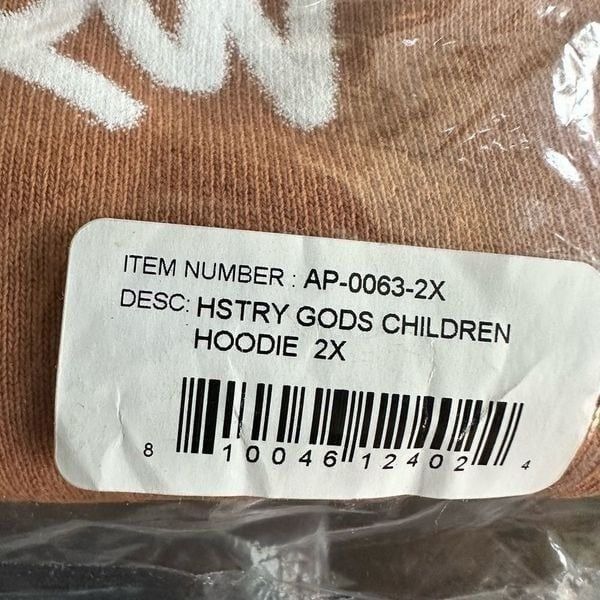 ITEM NUMBER : AP-0063-2X
DESC: HSTRY GODS CHILDREN
HOODIE 2X
8 10046 12402 4